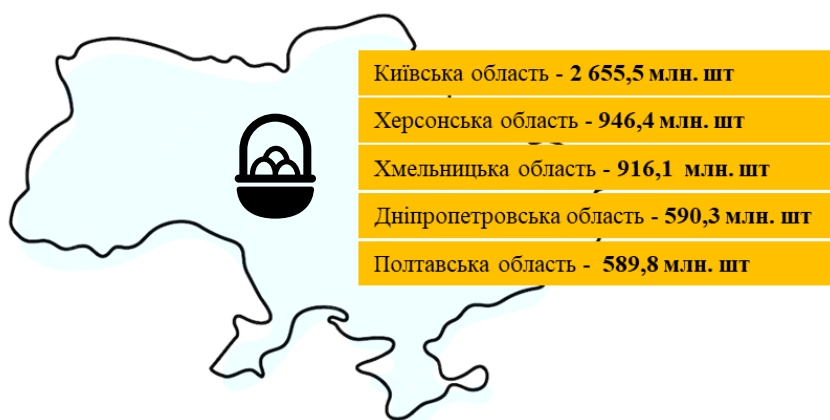 Київська область - 2 655,5 млн. шт
Херсонська область - 946,4 млн. шт
Хмельницька область - 916,1 млн. шт
Дніпропетровська область - 590,3 млн. шт
Полтавська область - 589,8 млн. шт